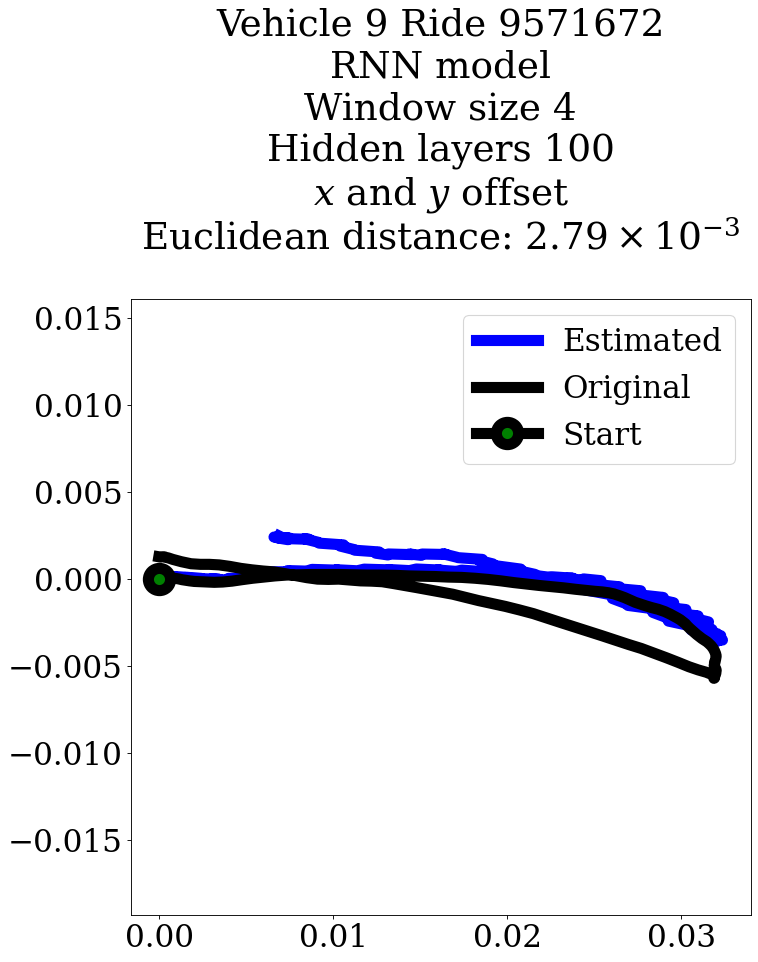 Vehicle 9 Ride 9571672
RNN model
Window size 4
Hidden layers 100
x and y offset
Euclidean distance: 2.79 × 10⁻³
Estimated
Original
Start
0.015
0.010
0.005
0.000
−0.005
−0.010
−0.015
0.00 0.01 0.02 0.03